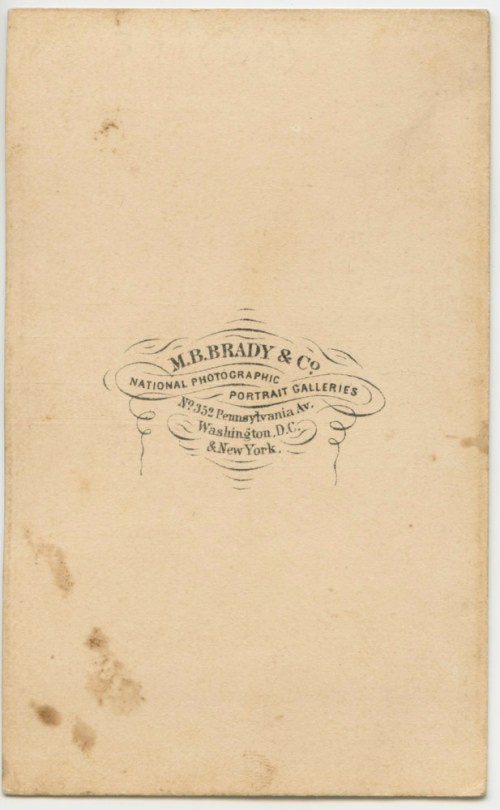 M.B.BRADY & Co
NATIONAL PHOTOGRAPHIC
PORTRAIT GALLERIES
No.352 Pennsylvania Av.
Washington, D.C.
& New York.